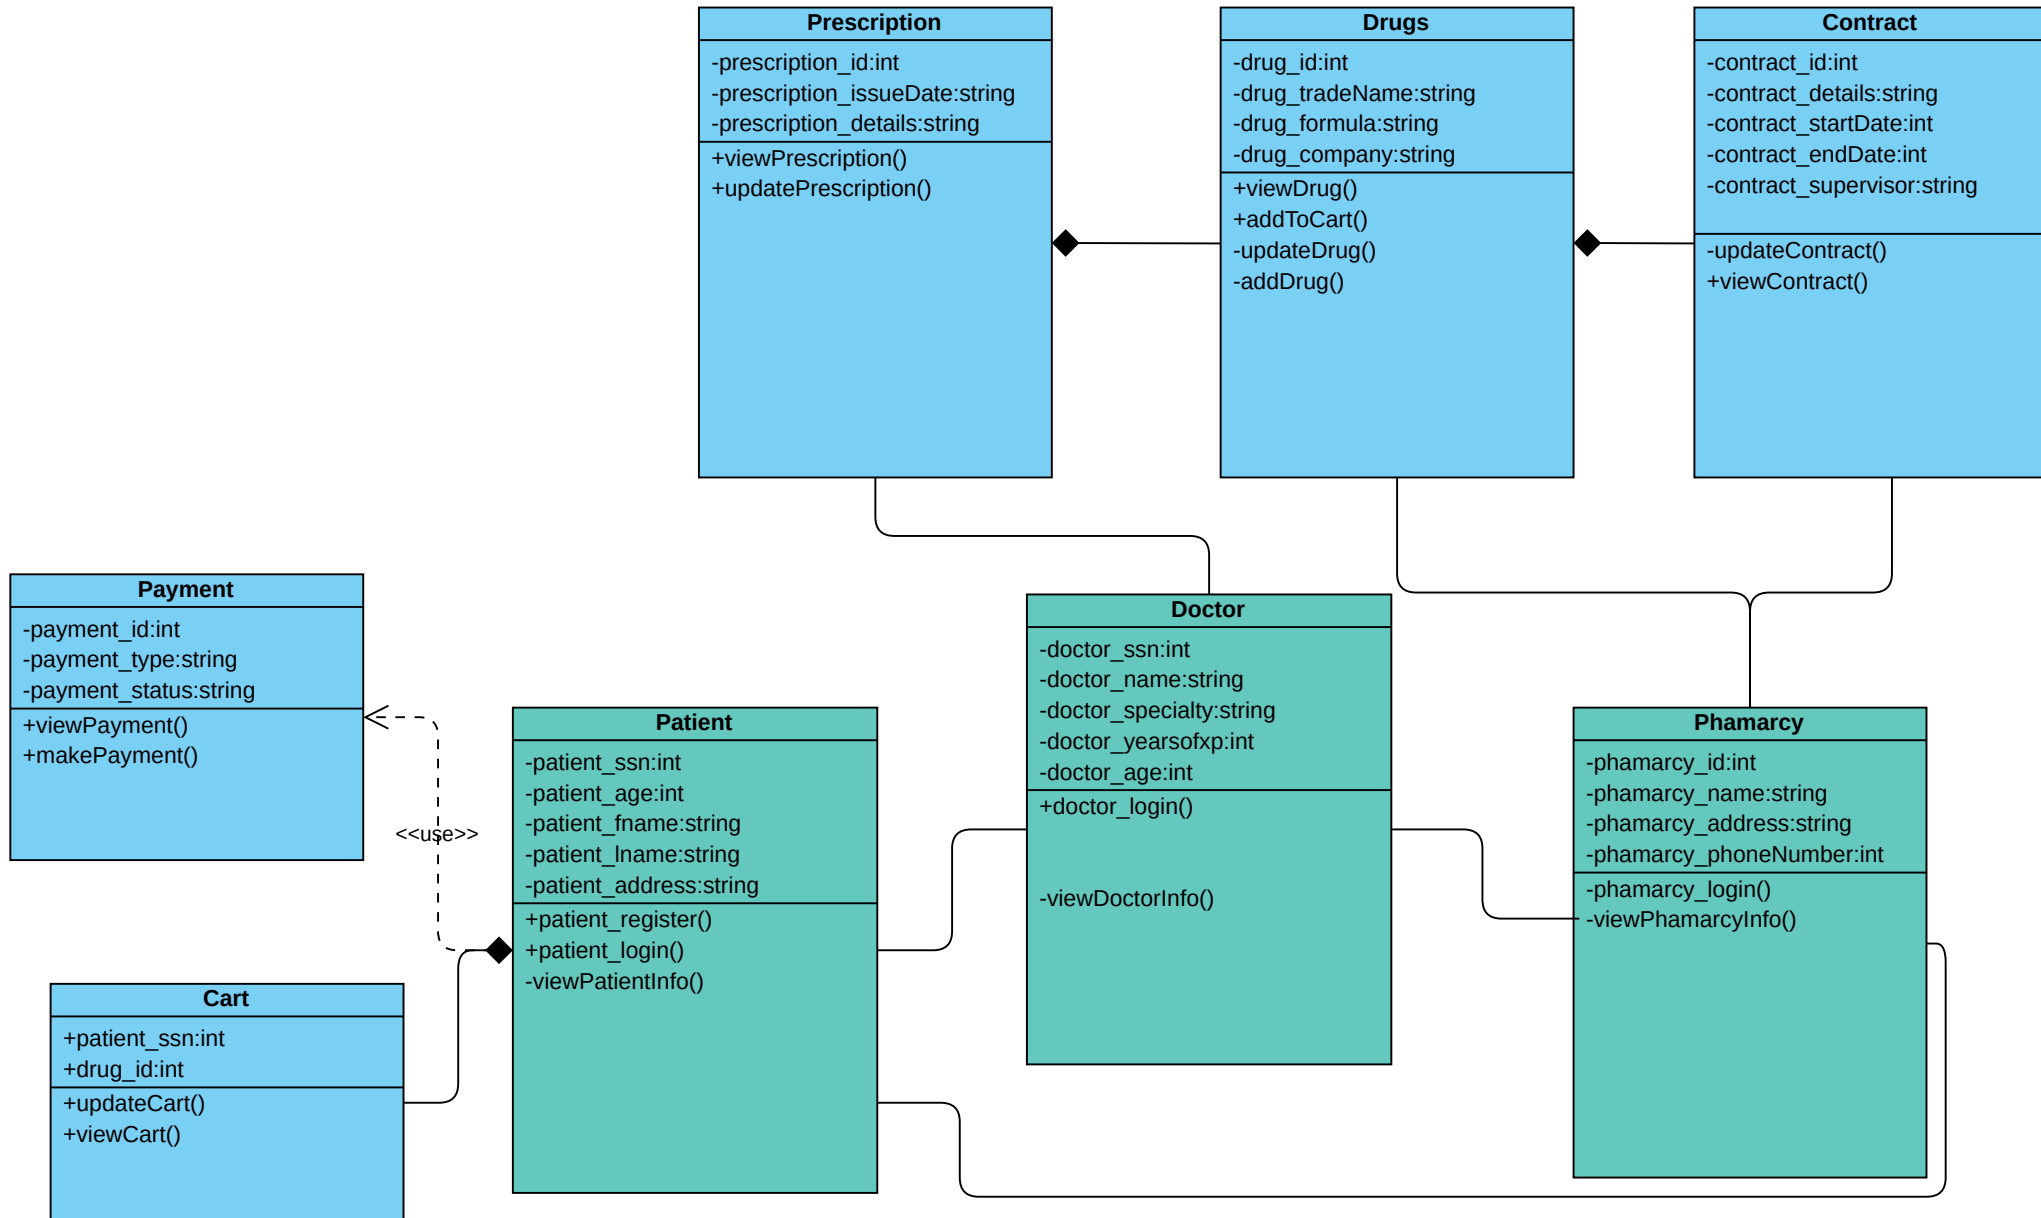 Prescription
-prescription_id:int
-prescription_issueDate:string
-prescription_details:string
+viewPrescription()
+updatePrescription()
Drugs
-drug_id:int
-drug_tradeName:string
-drug_formula:string
-drug_company:string
+viewDrug()
+addToCart()
-updateDrug()
-addDrug()
Contract
-contract_id:int
-contract_details:string
-contract_startDate:int
-contract_endDate:int
-contract_supervisor:string
-updateContract()
+viewContract()
Payment
-payment_id:int
-payment_type:string
-payment_status:string
+viewPayment()
+makePayment()
<<use>>
Patient
-patient_ssn:int
-patient_age:int
-patient_fname:string
-patient_lname:string
-patient_address:string
+patient_register()
+patient_login()
-viewPatientInfo()
Doctor
-doctor_ssn:int
-doctor_name:string
-doctor_specialty:string
-doctor_yearsofxp:int
-doctor_age:int
+doctor_login()
-viewDoctorInfo()
Phamarcy
-phamarcy_id:int
-phamarcy_name:string
-phamarcy_address:string
-phamarcy_phoneNumber:int
-phamarcy_login()
-viewPhamarcyInfo()
Cart
+patient_ssn:int
+drug_id:int
+updateCart()
+viewCart()